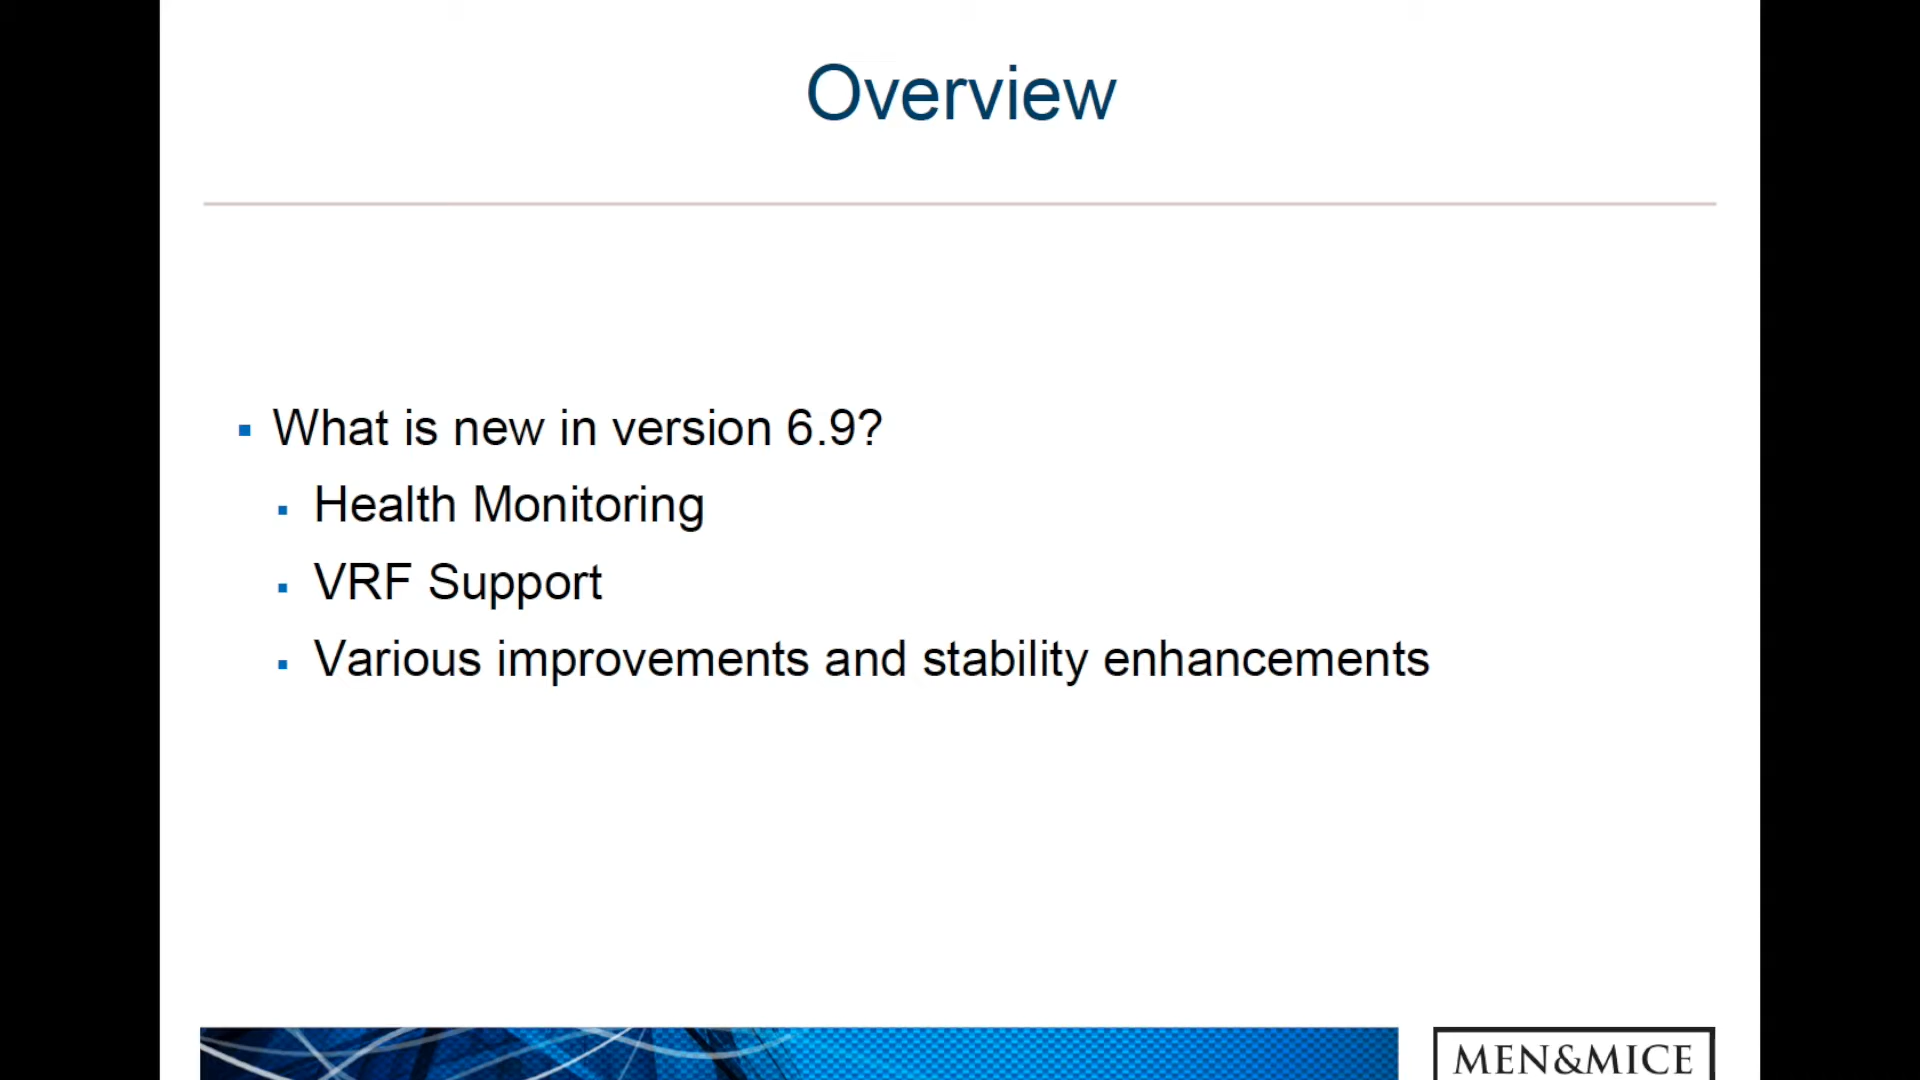 Overview
What is new in version 6.9?
Health Monitoring
VRF Support
Various improvements and stability enhancements
MEN&MICE